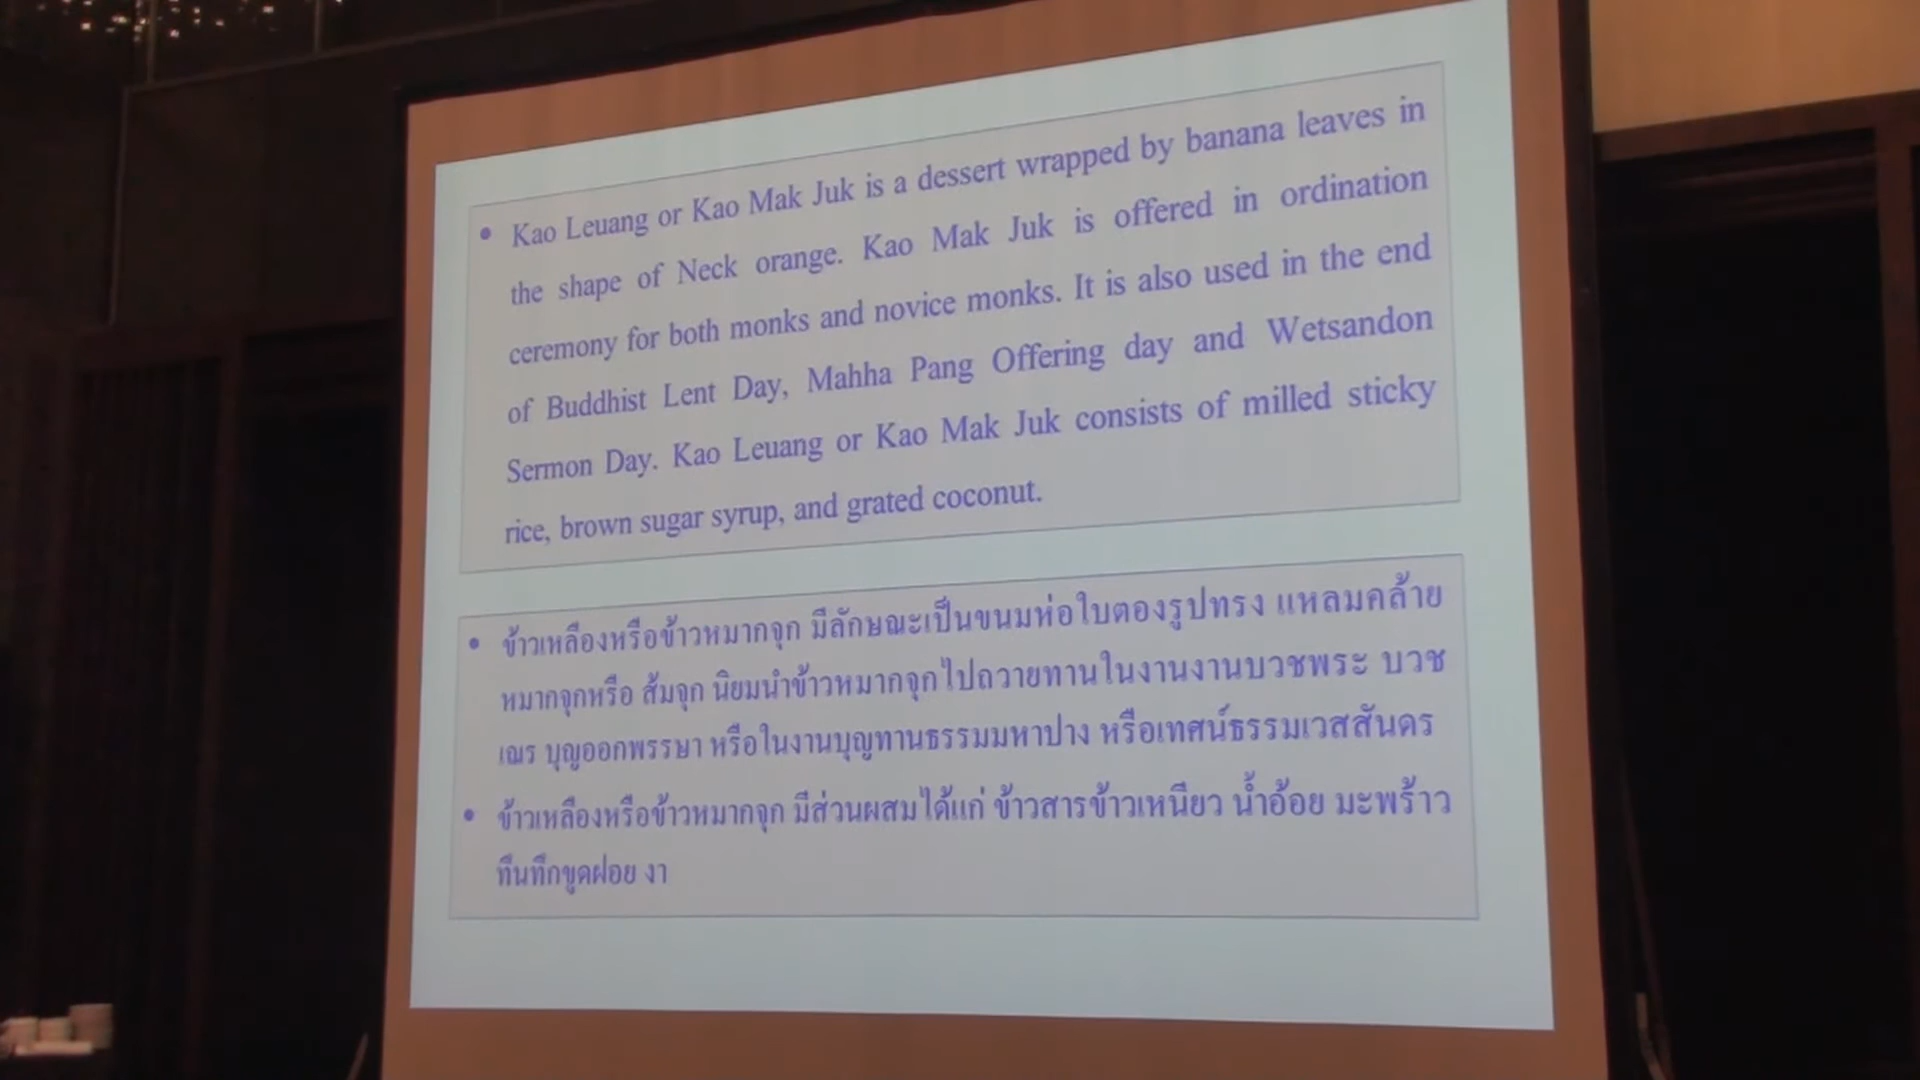 • Kao Leuang or Kao Mak Juk is a dessert wrapped by banana leaves in
the shape of Neck orange. Kao Mak Juk is offered in ordination
ceremony for both monks and novice monks. It is also used in the end
of Buddhist Lent Day, Mahha Pang Offering day and Wetsandon
Sermon Day. Kao Leuang or Kao Mak Juk consists of milled sticky
rice, brown sugar syrup, and grated coconut.
• ข้าวเหลืองหรือข้าวหมากจุก มีลักษณะเป็นขนมห่อใบตองรูปทรง แหลมคล้าย
หมากจุกหรือ ส้มจุก นิยมนำข้าวหมากจุกไปถวายทานในงานงานบวชพระ บวช
เณร บุญออกพรรษา หรือในงานบุญทานธรรมมหาปาง หรือเทศน์ธรรมเวสสันดร
• ข้าวเหลืองหรือข้าวหมากจุก มีส่วนผสมได้แก่ ข้าวสารข้าวเหนียว น้ำอ้อย มะพร้าว
ทึนทึกขูดฝอย งา